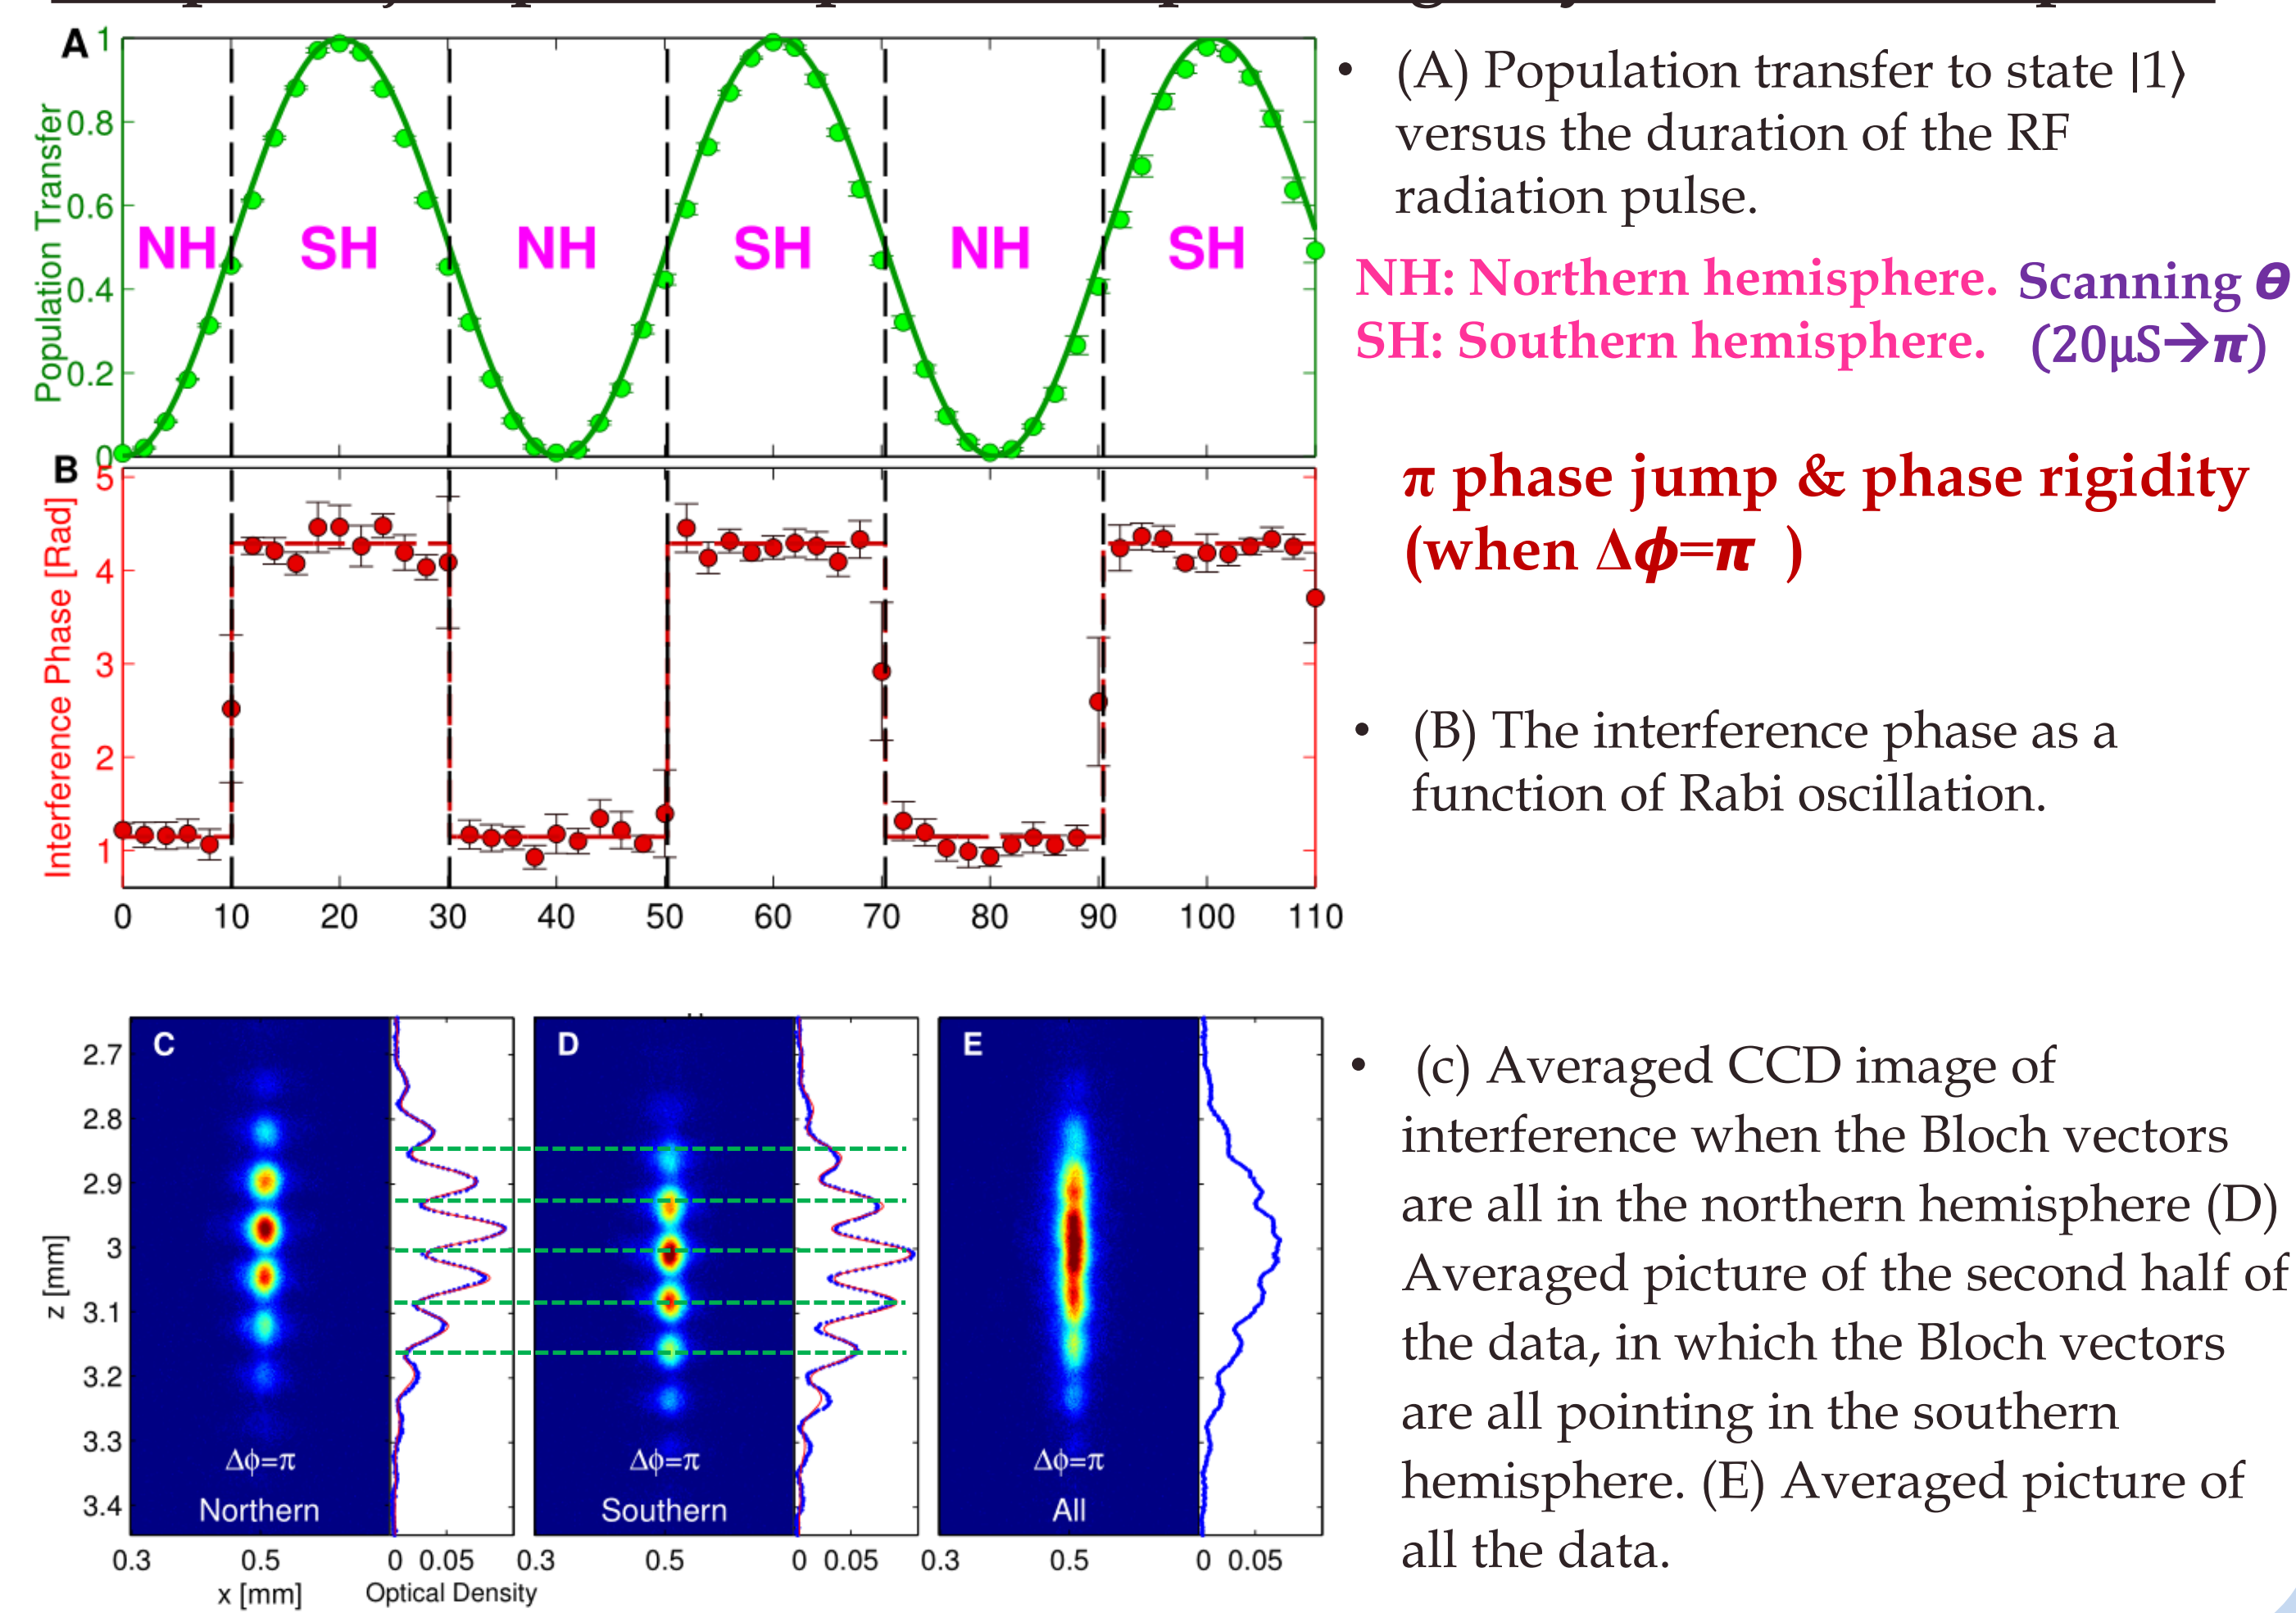 A
1
0.8
0.6
0.4
0.2
0
Population Transfer
NH SH NH SH NH SH
B
5
4
3
2
1
Interference Phase [Rad]
0 10 20 30 40 50 60 70 80 90 100 110
• (A) Population transfer to state |1⟩
versus the duration of the RF
radiation pulse.
NH: Northern hemisphere.
SH: Southern hemisphere.
Scanning θ
(20µS→π)
π phase jump & phase rigidity
(when Δϕ=π )
• (B) The interference phase as a
function of Rabi oscillation.
C D E
2.7
2.8
2.9
3
3.1
3.2
3.3
3.4
z [mm]
Δϕ=π Δϕ=π Δϕ=π
Northern Southern All
0.3 0.5 0 0.05 0.3 0.5 0 0.05 0.3 0.5 0 0.05
x [mm] Optical Density
• (c) Averaged CCD image of
interference when the Bloch vectors
are all in the northern hemisphere (D)
Averaged picture of the second half of
the data, in which the Bloch vectors
are all pointing in the southern
hemisphere. (E) Averaged picture of
all the data.